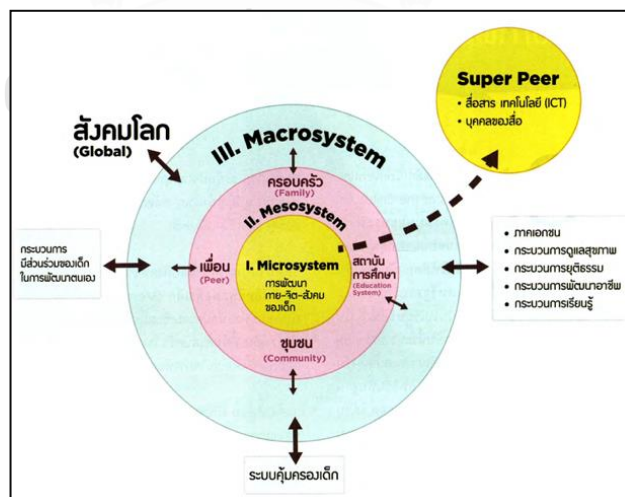 Super Peer
• สื่อสาร เทคโนโลยี (ICT)
• บุคคลของสื่อ
สังคมโลก
(Global)
III. Macrosystem
ครอบครัว
(Family)
II. Mesosystem
กระบวนการ
มีส่วนร่วมของเด็ก
ในการพัฒนาตนเอง
เพื่อน
(Peer)
I. Microsystem
การพัฒนา
กาย-จิต-สังคม
ของเด็ก
สถาบัน
การศึกษา
(Education
System)
• ภาคเอกชน
• กระบวนการดูแลสุขภาพ
• กระบวนการยุติธรรม
• กระบวนการพัฒนาอาชีพ
• กระบวนการเรียนรู้
ชุมชน
(Community)
ระบบคุ้มครองเด็ก